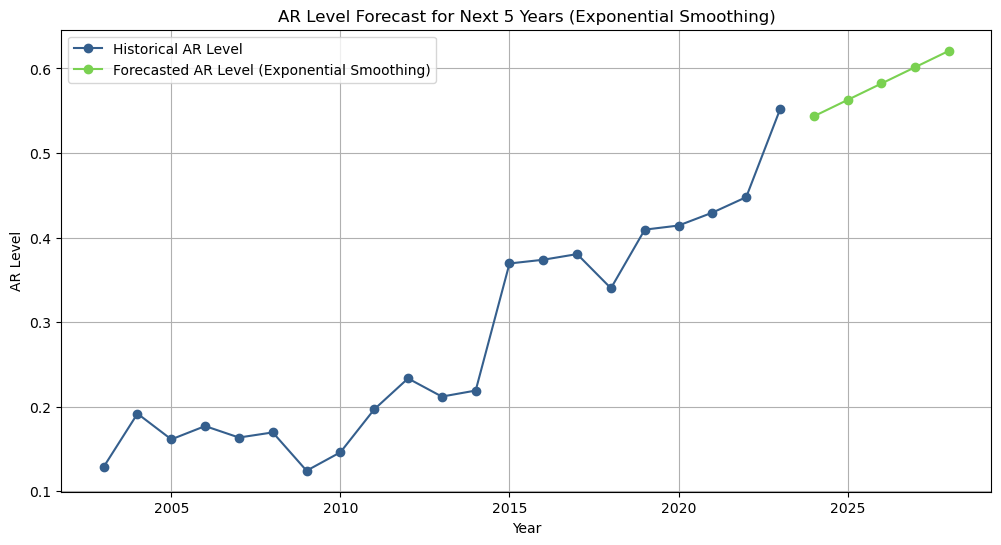 AR Level Forecast for Next 5 Years (Exponential Smoothing)
Historical AR Level
Forecasted AR Level (Exponential Smoothing)
AR Level
0.6
0.5
0.4
0.3
0.2
0.1
2005
2010
2015
2020
2025
Year